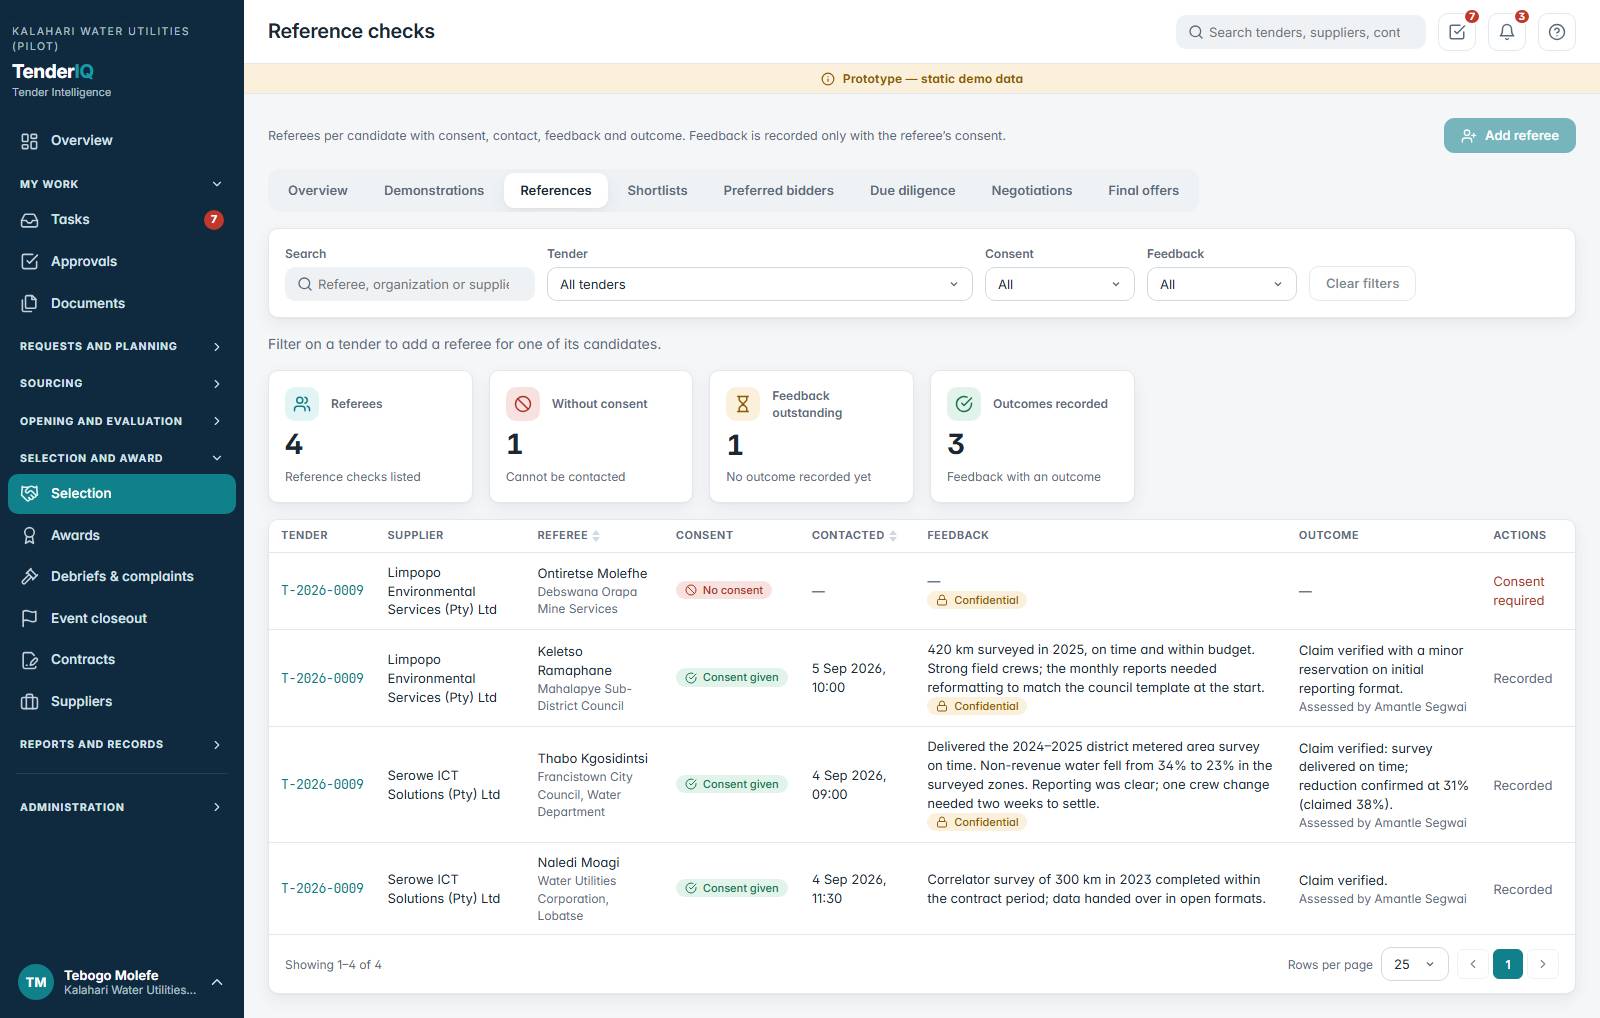 KALAHARI WATER UTILITIES
(PILOT)
TenderIQ
Tender Intelligence
Overview
MY WORK
Tasks
7
Approvals
Documents
REQUESTS AND PLANNING
SOURCING
OPENING AND EVALUATION
SELECTION AND AWARD
Selection
Awards
Debriefs & complaints
Event closeout
Contracts
Suppliers
REPORTS AND RECORDS
ADMINISTRATION
TM
Tebogo Molefe
Kalahari Water Utilities...
Reference checks
Search tenders, suppliers, cont
7
3
Prototype — static demo data
Referees per candidate with consent, contact, feedback and outcome. Feedback is recorded only with the referee's consent.
Add referee
Overview
Demonstrations
References
Shortlists
Preferred bidders
Due diligence
Negotiations
Final offers
Search
Referee, organization or supplie
Tender
All tenders
Consent
All
Feedback
All
Clear filters
Filter on a tender to add a referee for one of its candidates.
Referees
4
Reference checks listed
Without consent
1
Cannot be contacted
Feedback
outstanding
1
No outcome recorded yet
Outcomes recorded
3
Feedback with an outcome
TENDER
SUPPLIER
REFEREE
CONSENT
CONTACTED
FEEDBACK
OUTCOME
ACTIONS
T-2026-0009
Limpopo
Environmental
Services (Pty) Ltd
Ontiretse Molefhe
Debswana Orapa
Mine Services
No consent
—
—
Confidential
—
Consent
required
T-2026-0009
Limpopo
Environmental
Services (Pty) Ltd
Keletso
Ramaphane
Mahalapye Sub-
District Council
Consent given
5 Sep 2026,
10:00
420 km surveyed in 2025, on time and within budget.
Strong field crews; the monthly reports needed
reformatting to match the council template at the start.
Confidential
Claim verified with a minor
reservation on initial
reporting format.
Assessed by Amantle Segwai
Recorded
T-2026-0009
Serowe ICT
Solutions (Pty) Ltd
Thabo Kgosidintsi
Francistown City
Council, Water
Department
Consent given
4 Sep 2026,
09:00
Delivered the 2024–2025 district metered area survey
on time. Non-revenue water fell from 34% to 23% in the
surveyed zones. Reporting was clear; one crew change
needed two weeks to settle.
Confidential
Claim verified: survey
delivered on time;
reduction confirmed at 31%
(claimed 38%).
Assessed by Amantle Segwai
Recorded
T-2026-0009
Serowe ICT
Solutions (Pty) Ltd
Naledi Moagi
Water Utilities
Corporation,
Lobatse
Consent given
4 Sep 2026,
11:30
Correlator survey of 300 km in 2023 completed within
the contract period; data handed over in open formats.
Claim verified.
Assessed by Amantle Segwai
Recorded
Showing 1–4 of 4
Rows per page
25
1